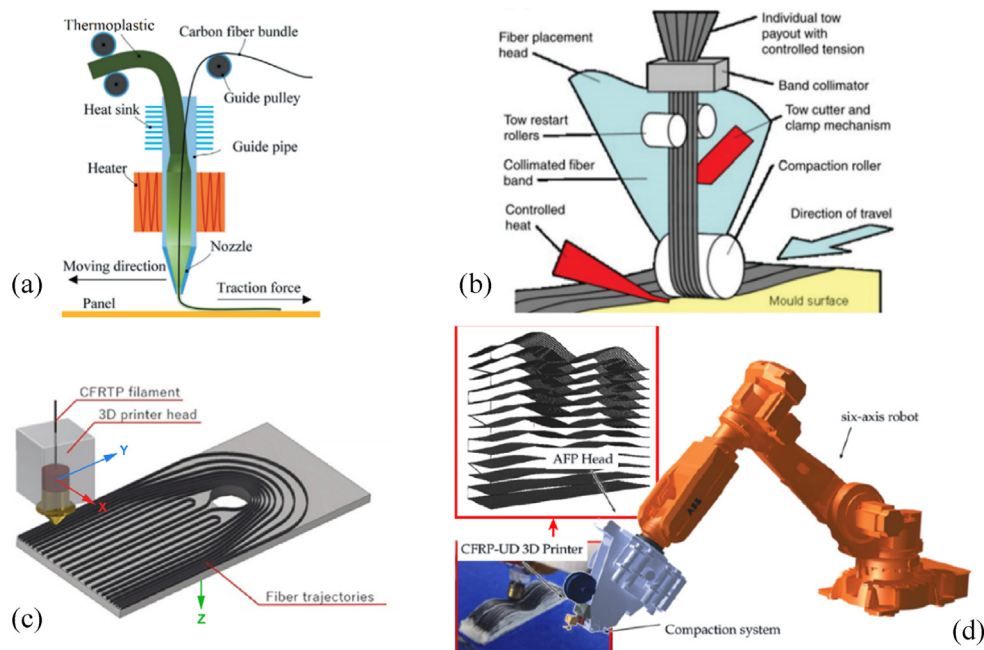 (a)
Thermoplastic
Carbon fiber bundle
Guide pulley
Heat sink
Guide pipe
Heater
Nozzle
Moving direction
Traction force
Panel
(b)
Individual tow
payout with
controlled tension
Fiber placement
head
Band collimator
Tow restart
rollers
Tow cutter and
clamp mechanism
Collimated fiber
band
Compaction roller
Controlled
heat
Direction of travel
Mould surface
(c)
CFRTP filament
3D printer head
Y
X
Z
Fiber trajectories
(d)
six-axis robot
AFP Head
ABB
CFRP-UD 3D Printer
Compaction system